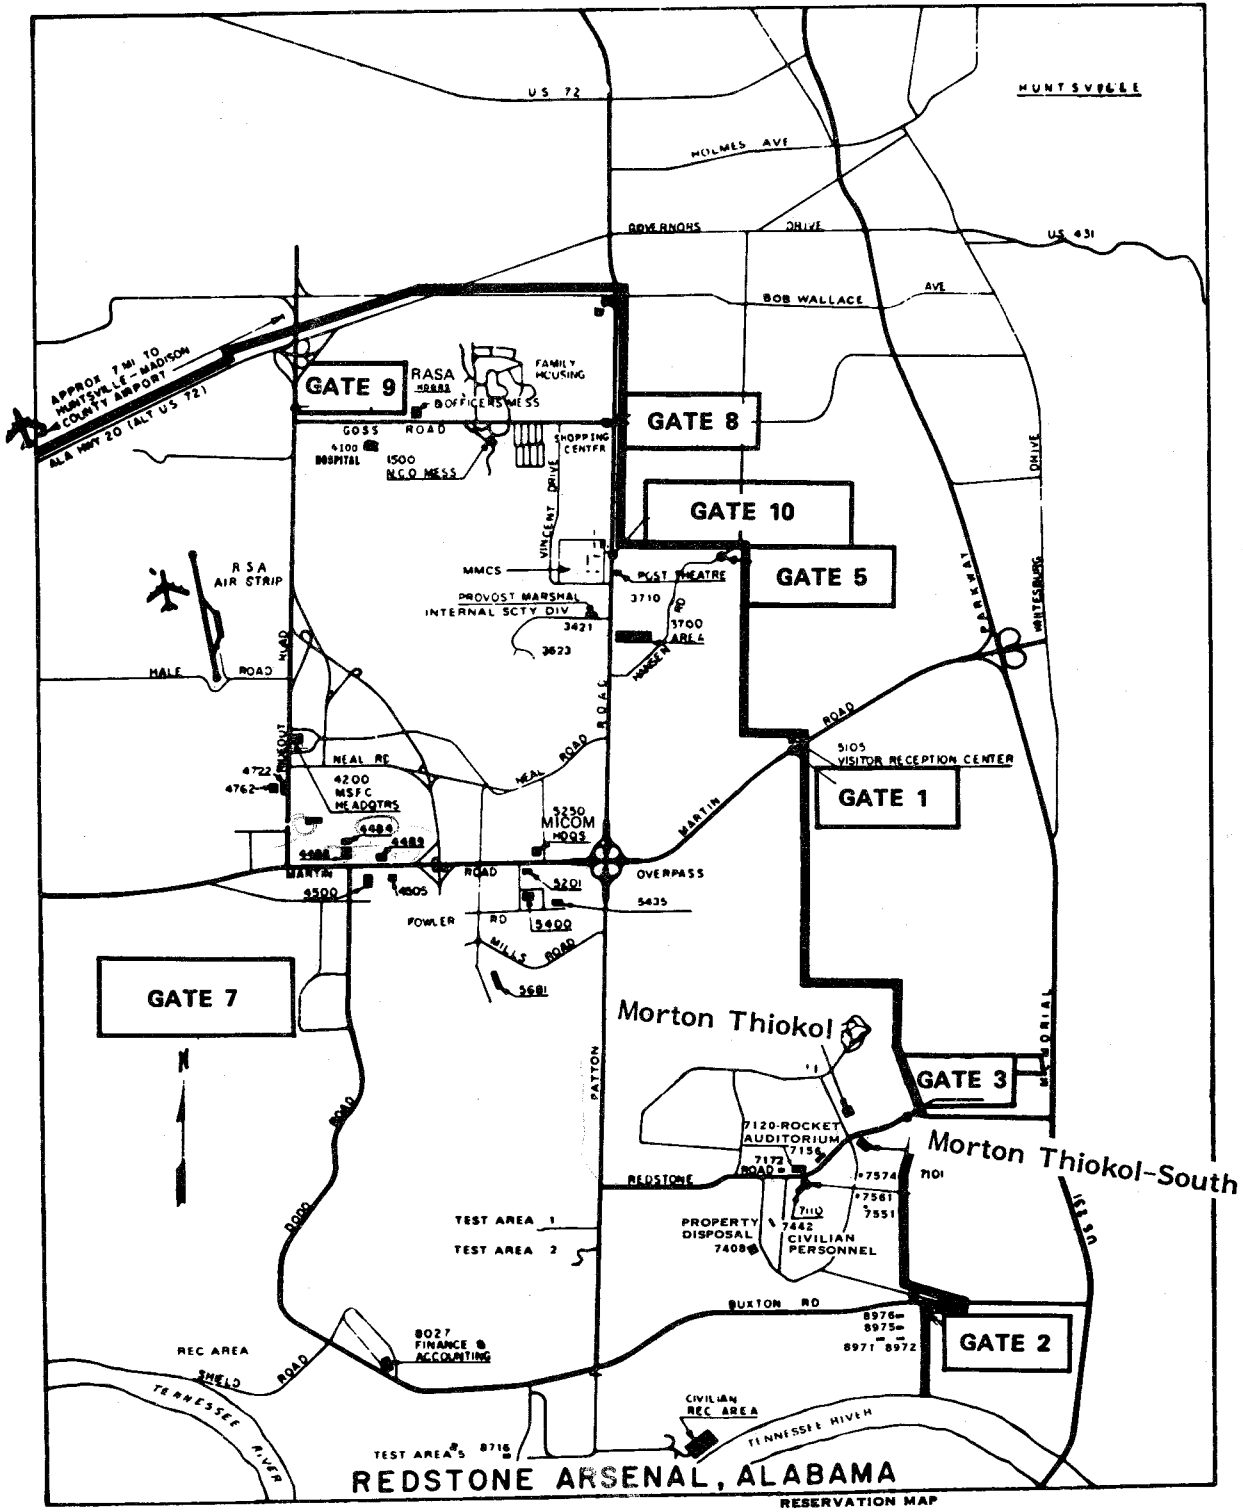 HUNTSVILLE
US 72
HOLMES AVE
GOVERNORS DRIVE
US 431
BOB WALLACE AVE
APPROX 7 MI TO
HUNTSVILLE-MADISON
COUNTY AIRPORT
ALA HWY 20 (ALT US 72)
GATE 9
RASA
HDQRS
FAMILY
HOUSING
OFFICERS MESS
GATE 8
GOSS ROAD
4100
HOSPITAL
1500
N.C.O MESS
SHOPPING
CENTER
VINCENT DRIVE
DRIVE
GATE 10
RSA
AIR STRIP
MMCS
POST THEATRE
GATE 5
PARKWAY
PROVOST MARSHAL
INTERNAL SCTY DIV
3421
3623
3710
3700
AREA
RD
HANSEN
HALE ROAD
ROAD
RIDEOUT
ROAD
NEAL RD
NEAL ROAD
ROAD
5105
VISITOR RECEPTION CENTER
4722
4762
4200
MSFC
HEADQTRS
GATE 1
MARTIN
5250
MICOM
HDQS
4484
4488
4489
MARTIN ROAD
OVERPASS
4500
4505
5201
5435
FOWLER RD
5400
MILLS ROAD
5681
GATE 7
N
Morton Thiokol
PATTON
MEMORIAL
GATE 3
ROAD
DODD
7120-ROCKET
AUDITORIUM
7156
7172
REDSTONE ROAD
Morton Thiokol-South
7574
7101
7561
7551
7110
7442
PROPERTY
DISPOSAL
7408
CIVILIAN
PERSONNEL
TEST AREA 1
TEST AREA 2
US 231
BUXTON RD
8976
8975
8971 8972
GATE 2
8027
FINANCE &
ACCOUNTING
REC AREA
SHIELD ROAD
TENNESSEE RIVER
CIVILIAN
REC AREA
TENNESSEE RIVER
TEST AREA 5
8716
REDSTONE ARSENAL, ALABAMA
RESERVATION MAP